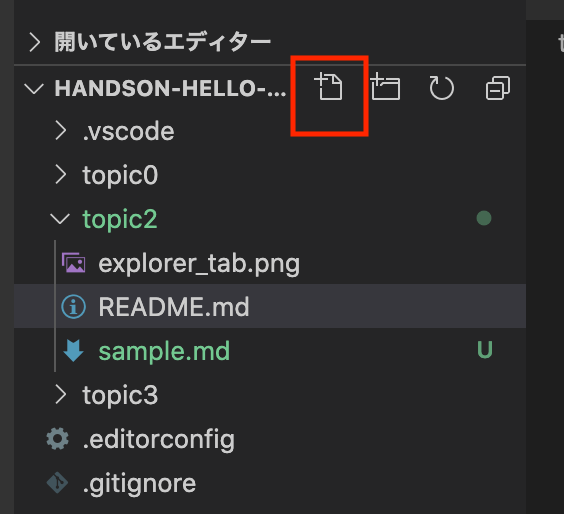 開いているエディター
HANDSON-HELLO-...
.vscode
topic0
topic2
explorer_tab.png
README.md
sample.md U
topic3
.editorconfig
.gitignore